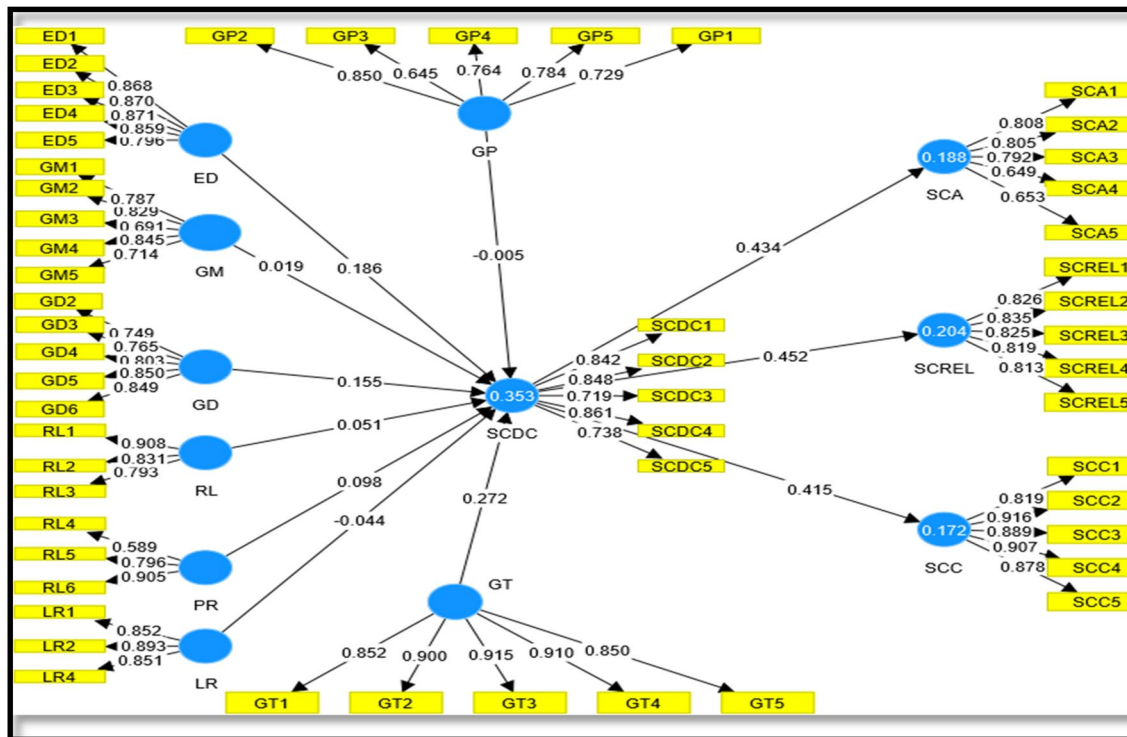 ED1
ED2
ED3
ED4
ED5
0.868
0.870
0.871
0.859
0.796
ED
GP2
GP3
GP4
GP5
GP1
0.850
0.645
0.764
0.784
0.729
GP
GM1
GM2
GM3
GM4
GM5
0.787
0.829
0.691
0.845
0.714
GM
GD2
GD3
GD4
GD5
GD6
0.749
0.765
0.803
0.850
0.849
GD
RL1
RL2
RL3
0.908
0.831
0.793
RL
RL4
RL5
RL6
0.589
0.796
0.905
PR
LR1
LR2
LR4
0.852
0.893
0.851
LR
0.186
0.019
-0.005
0.155
0.051
0.098
-0.044
0.272
0.353
SCDC
SCDC1
SCDC2
SCDC3
SCDC4
SCDC5
0.842
0.848
0.719
0.861
0.738
0.434
0.452
0.415
0.188
SCA
0.808
0.805
0.792
0.649
0.653
SCA1
SCA2
SCA3
SCA4
SCA5
0.204
SCREL
0.826
0.835
0.825
0.819
0.813
SCREL1
SCREL2
SCREL3
SCREL4
SCREL5
0.172
SCC
0.819
0.916
0.889
0.907
0.878
SCC1
SCC2
SCC3
SCC4
SCC5
GT
0.852
0.900
0.915
0.910
0.850
GT1
GT2
GT3
GT4
GT5